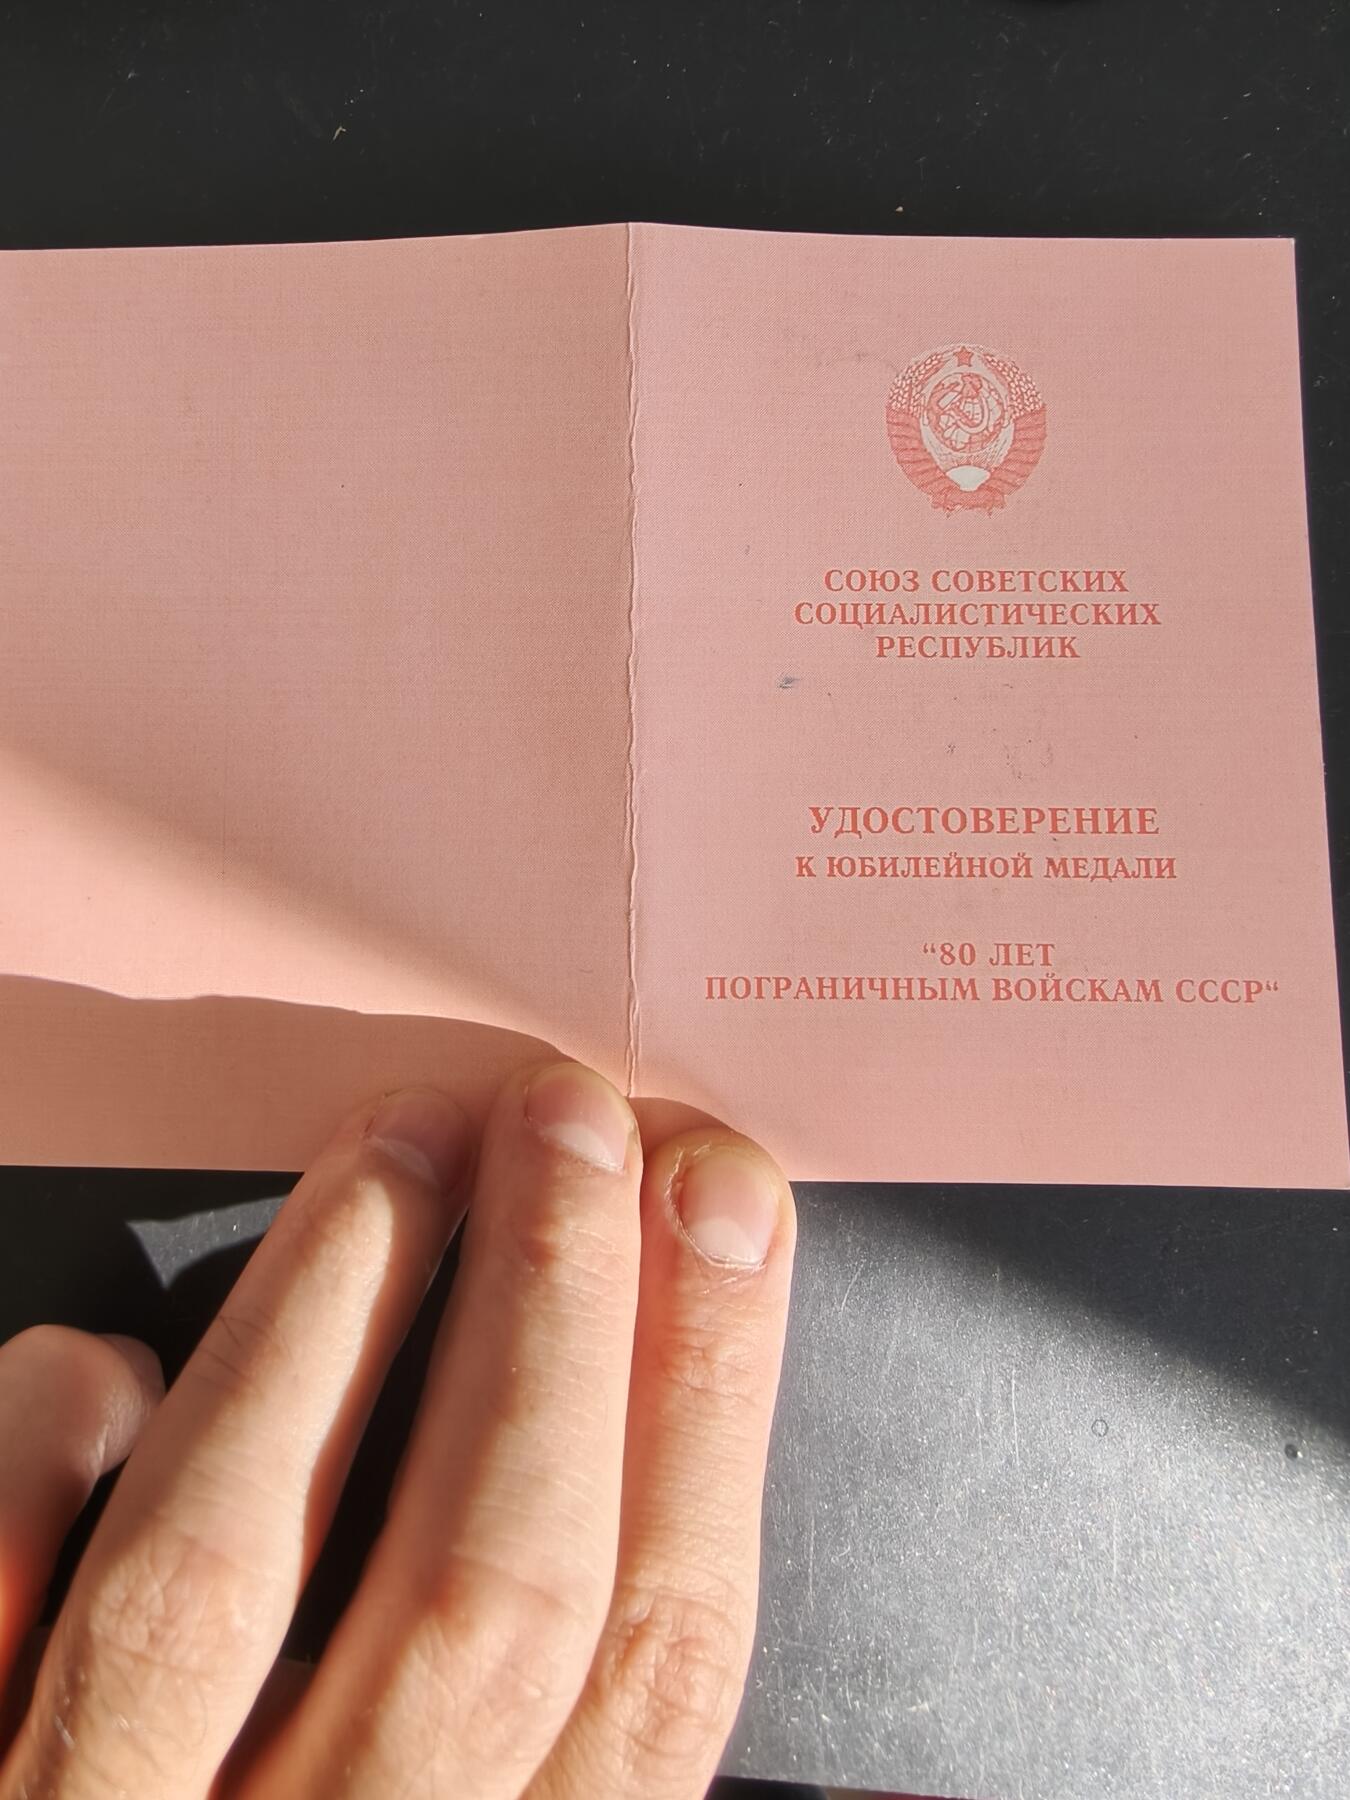 СОЮЗ СОВЕТСКИХ
СОЦИАЛИСТИЧЕСКИХ
РЕСПУБЛИК
УДОСТОВЕРЕНИЕ
К ЮБИЛЕЙНОЙ МЕДАЛИ
“80 ЛЕТ
ПОГРАНИЧНЫМ ВОЙСКАМ СССР“